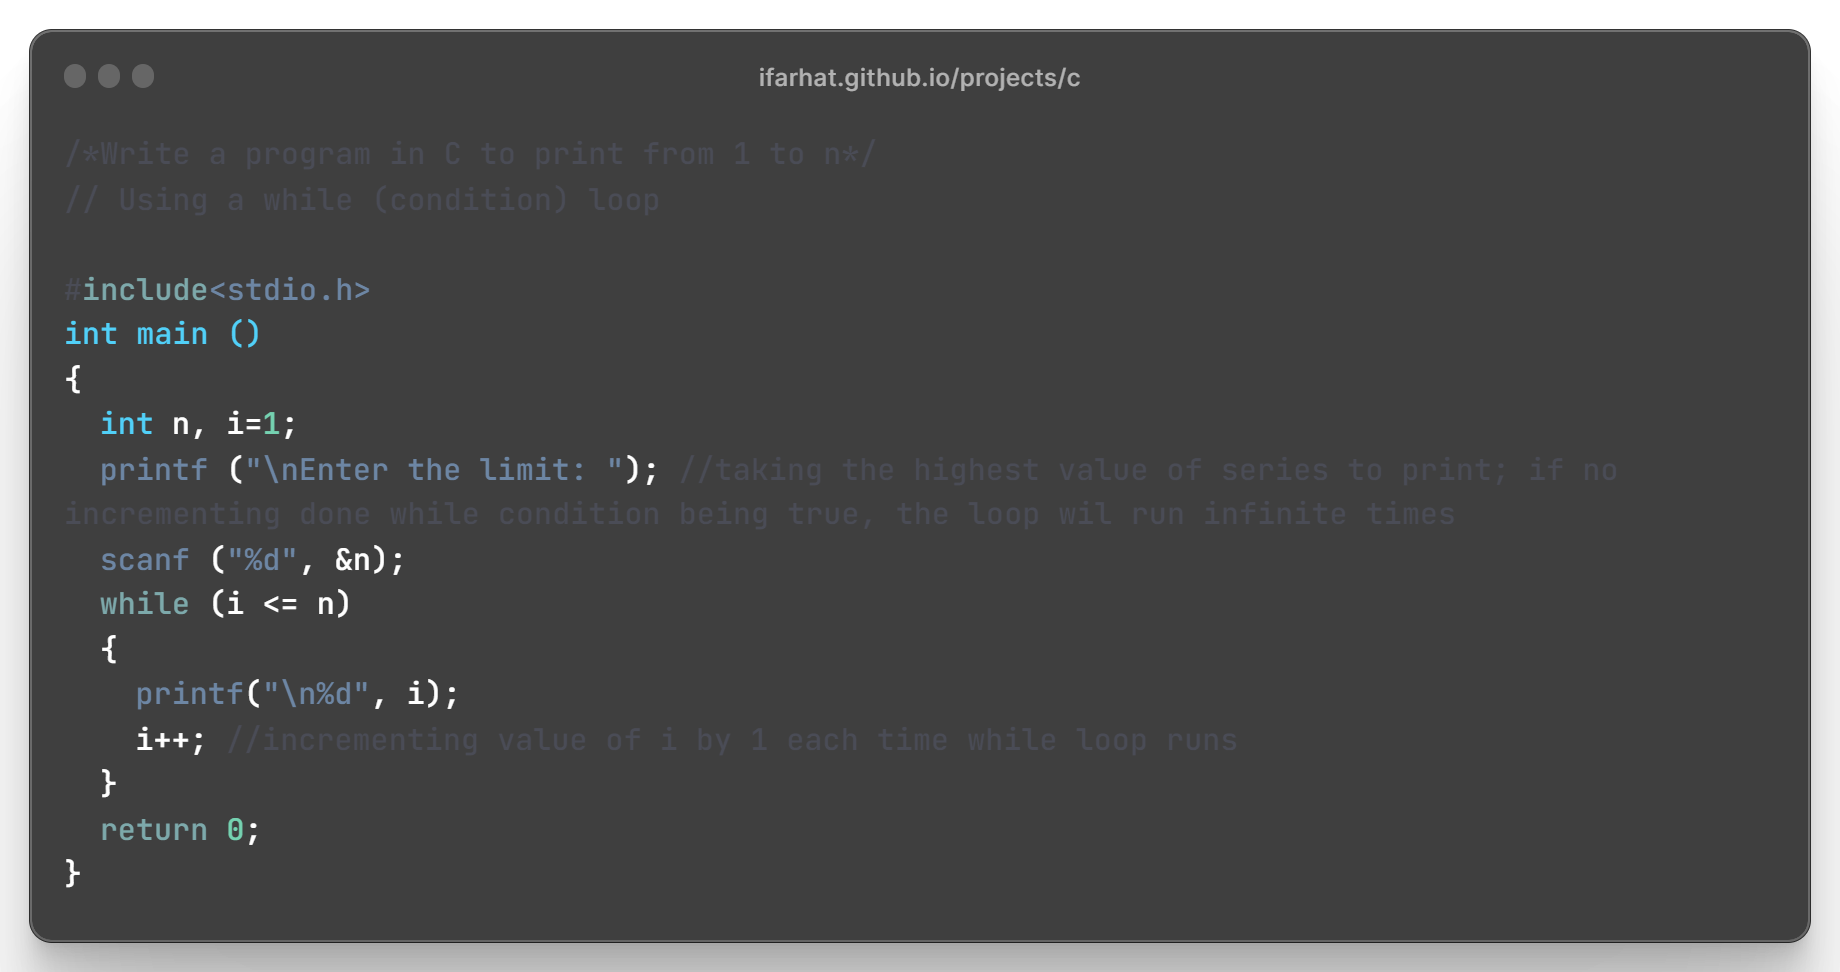 ifarhat.github.io/projects/c
/*Write a program in C to print from 1 to n*/
// Using a while (condition) loop
#include<stdio.h>
int main ()
{
int n, i=1;
printf ("\nEnter the limit: "); //taking the highest value of series to print; if no
incrementing done while condition being true, the loop wil run infinite times
scanf ("%d", &n);
while (i <= n)
{
printf("\n%d", i);
i++; //incrementing value of i by 1 each time while loop runs
}
return 0;
}